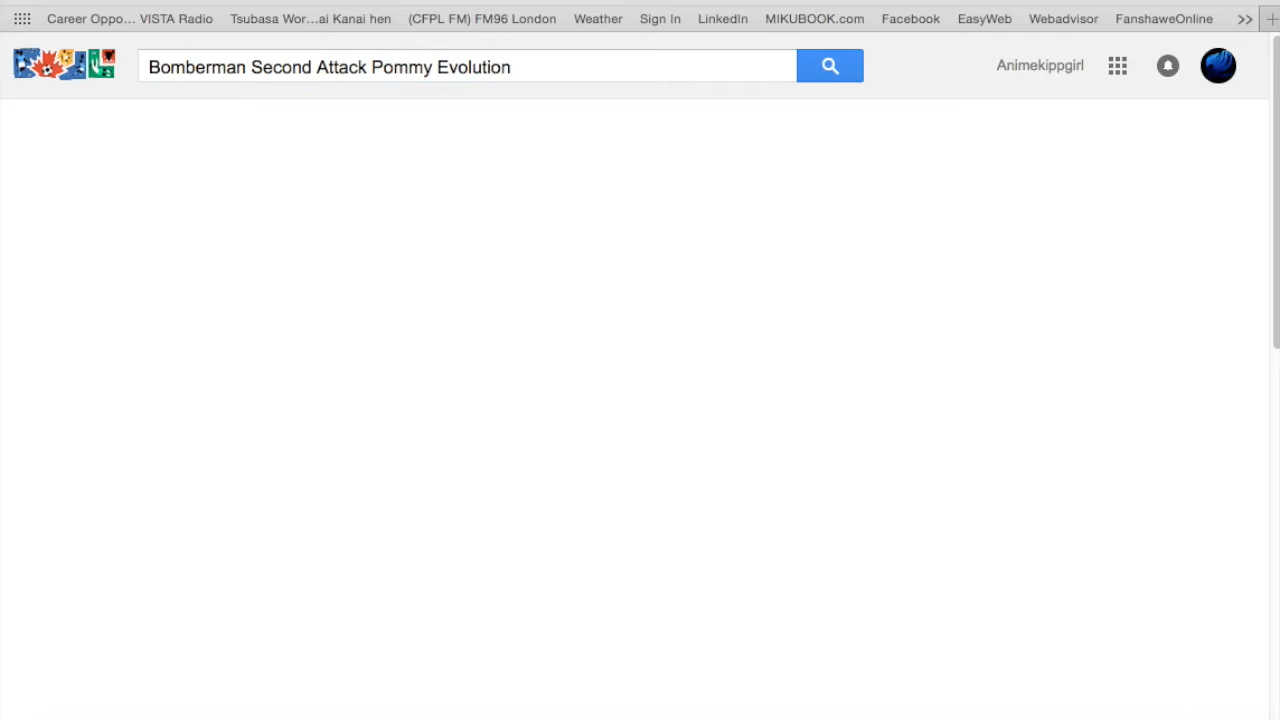 Career Oppo... VISTA Radio Tsubasa Wor...ai Kanai hen (CFPL FM) FM96 London Weather Sign In LinkedIn MIKUBOOK.com Facebook EasyWeb Webadvisor FanshaweOnline >>
Bomberman Second Attack Pommy Evolution Animekippgirl